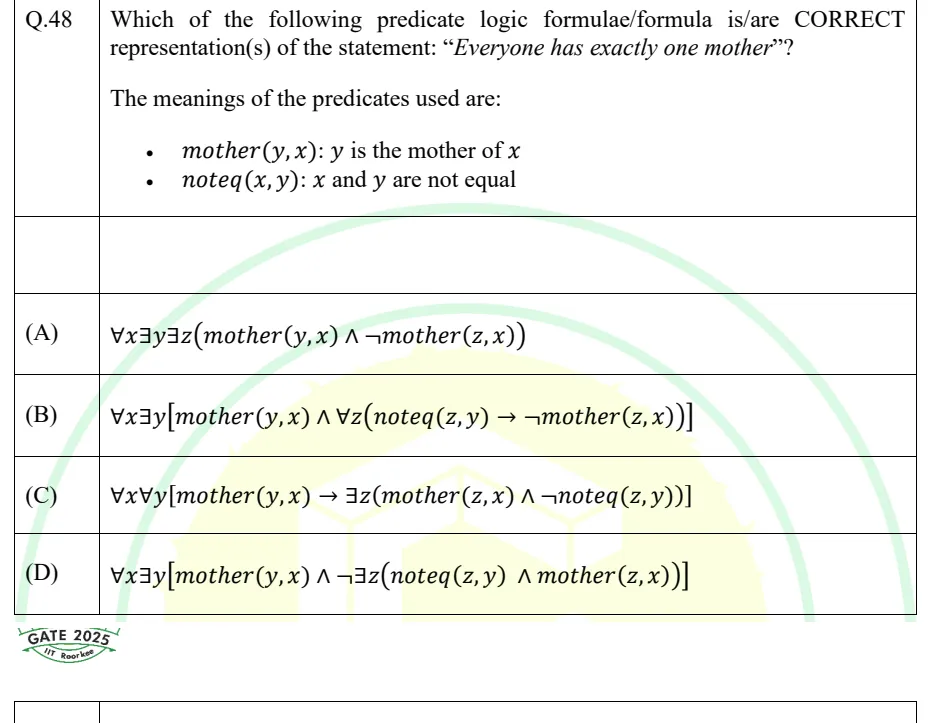 Q.48 Which of the following predicate logic formulae/formula is/are CORRECT
representation(s) of the statement: “Everyone has exactly one mother”?
The meanings of the predicates used are:
• mother(y, x): y is the mother of x
• noteq(x, y): x and y are not equal
(A) ∀x∃y∃z(mother(y, x) ∧ ¬mother(z, x))
(B) ∀x∃y[mother(y, x) ∧ ∀z(noteq(z, y) → ¬mother(z, x))]
(C) ∀x∀y[mother(y, x) → ∃z(mother(z, x) ∧ ¬noteq(z, y))]
(D) ∀x∃y[mother(y, x) ∧ ¬∃z(noteq(z, y) ∧ mother(z, x))]
GATE 2025
IIT Roorkee